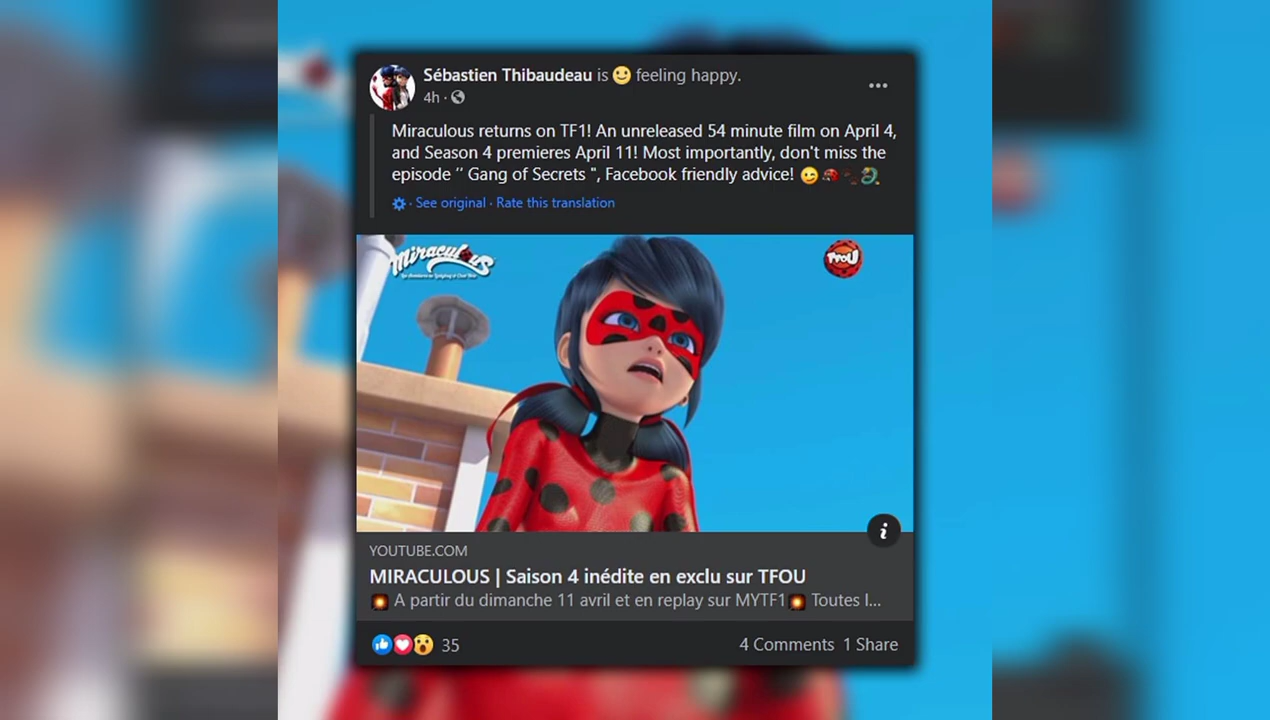 Sébastien Thibaudeau is 🙂 feeling happy.
4h ·
Miraculous returns on TF1! An unreleased 54 minute film on April 4,
and Season 4 premieres April 11! Most importantly, don't miss the
episode ’’ Gang of Secrets ", Facebook friendly advice! 😉🐞🐾🐍
· See original · Rate this translation
Miraculous
TFOU
YOUTUBE.COM
MIRACULOUS | Saison 4 inédite en exclu sur TFOU
💥 A partir du dimanche 11 avril et en replay sur MYTF1💥 Toutes l...
35
4 Comments 1 Share